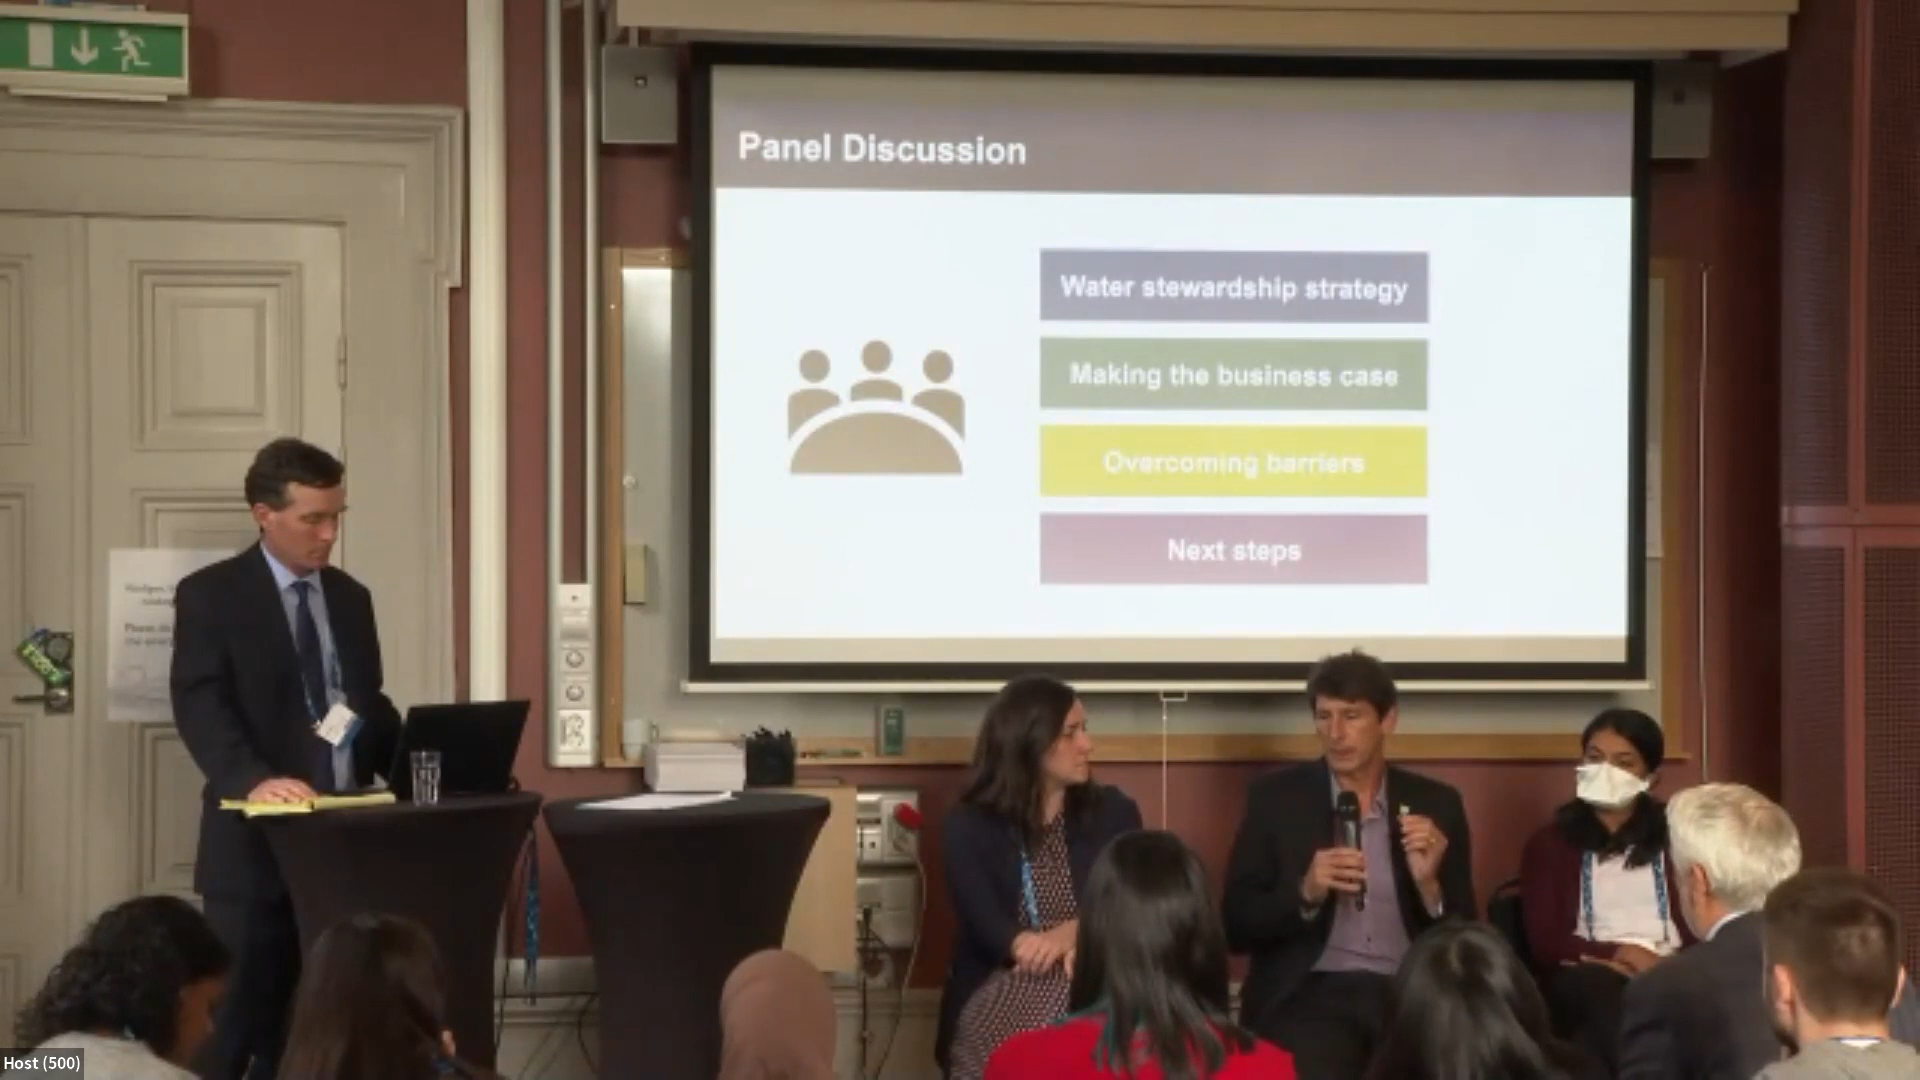 Panel Discussion
Water stewardship strategy
Making the business case
Overcoming barriers
Next steps
Host (500)